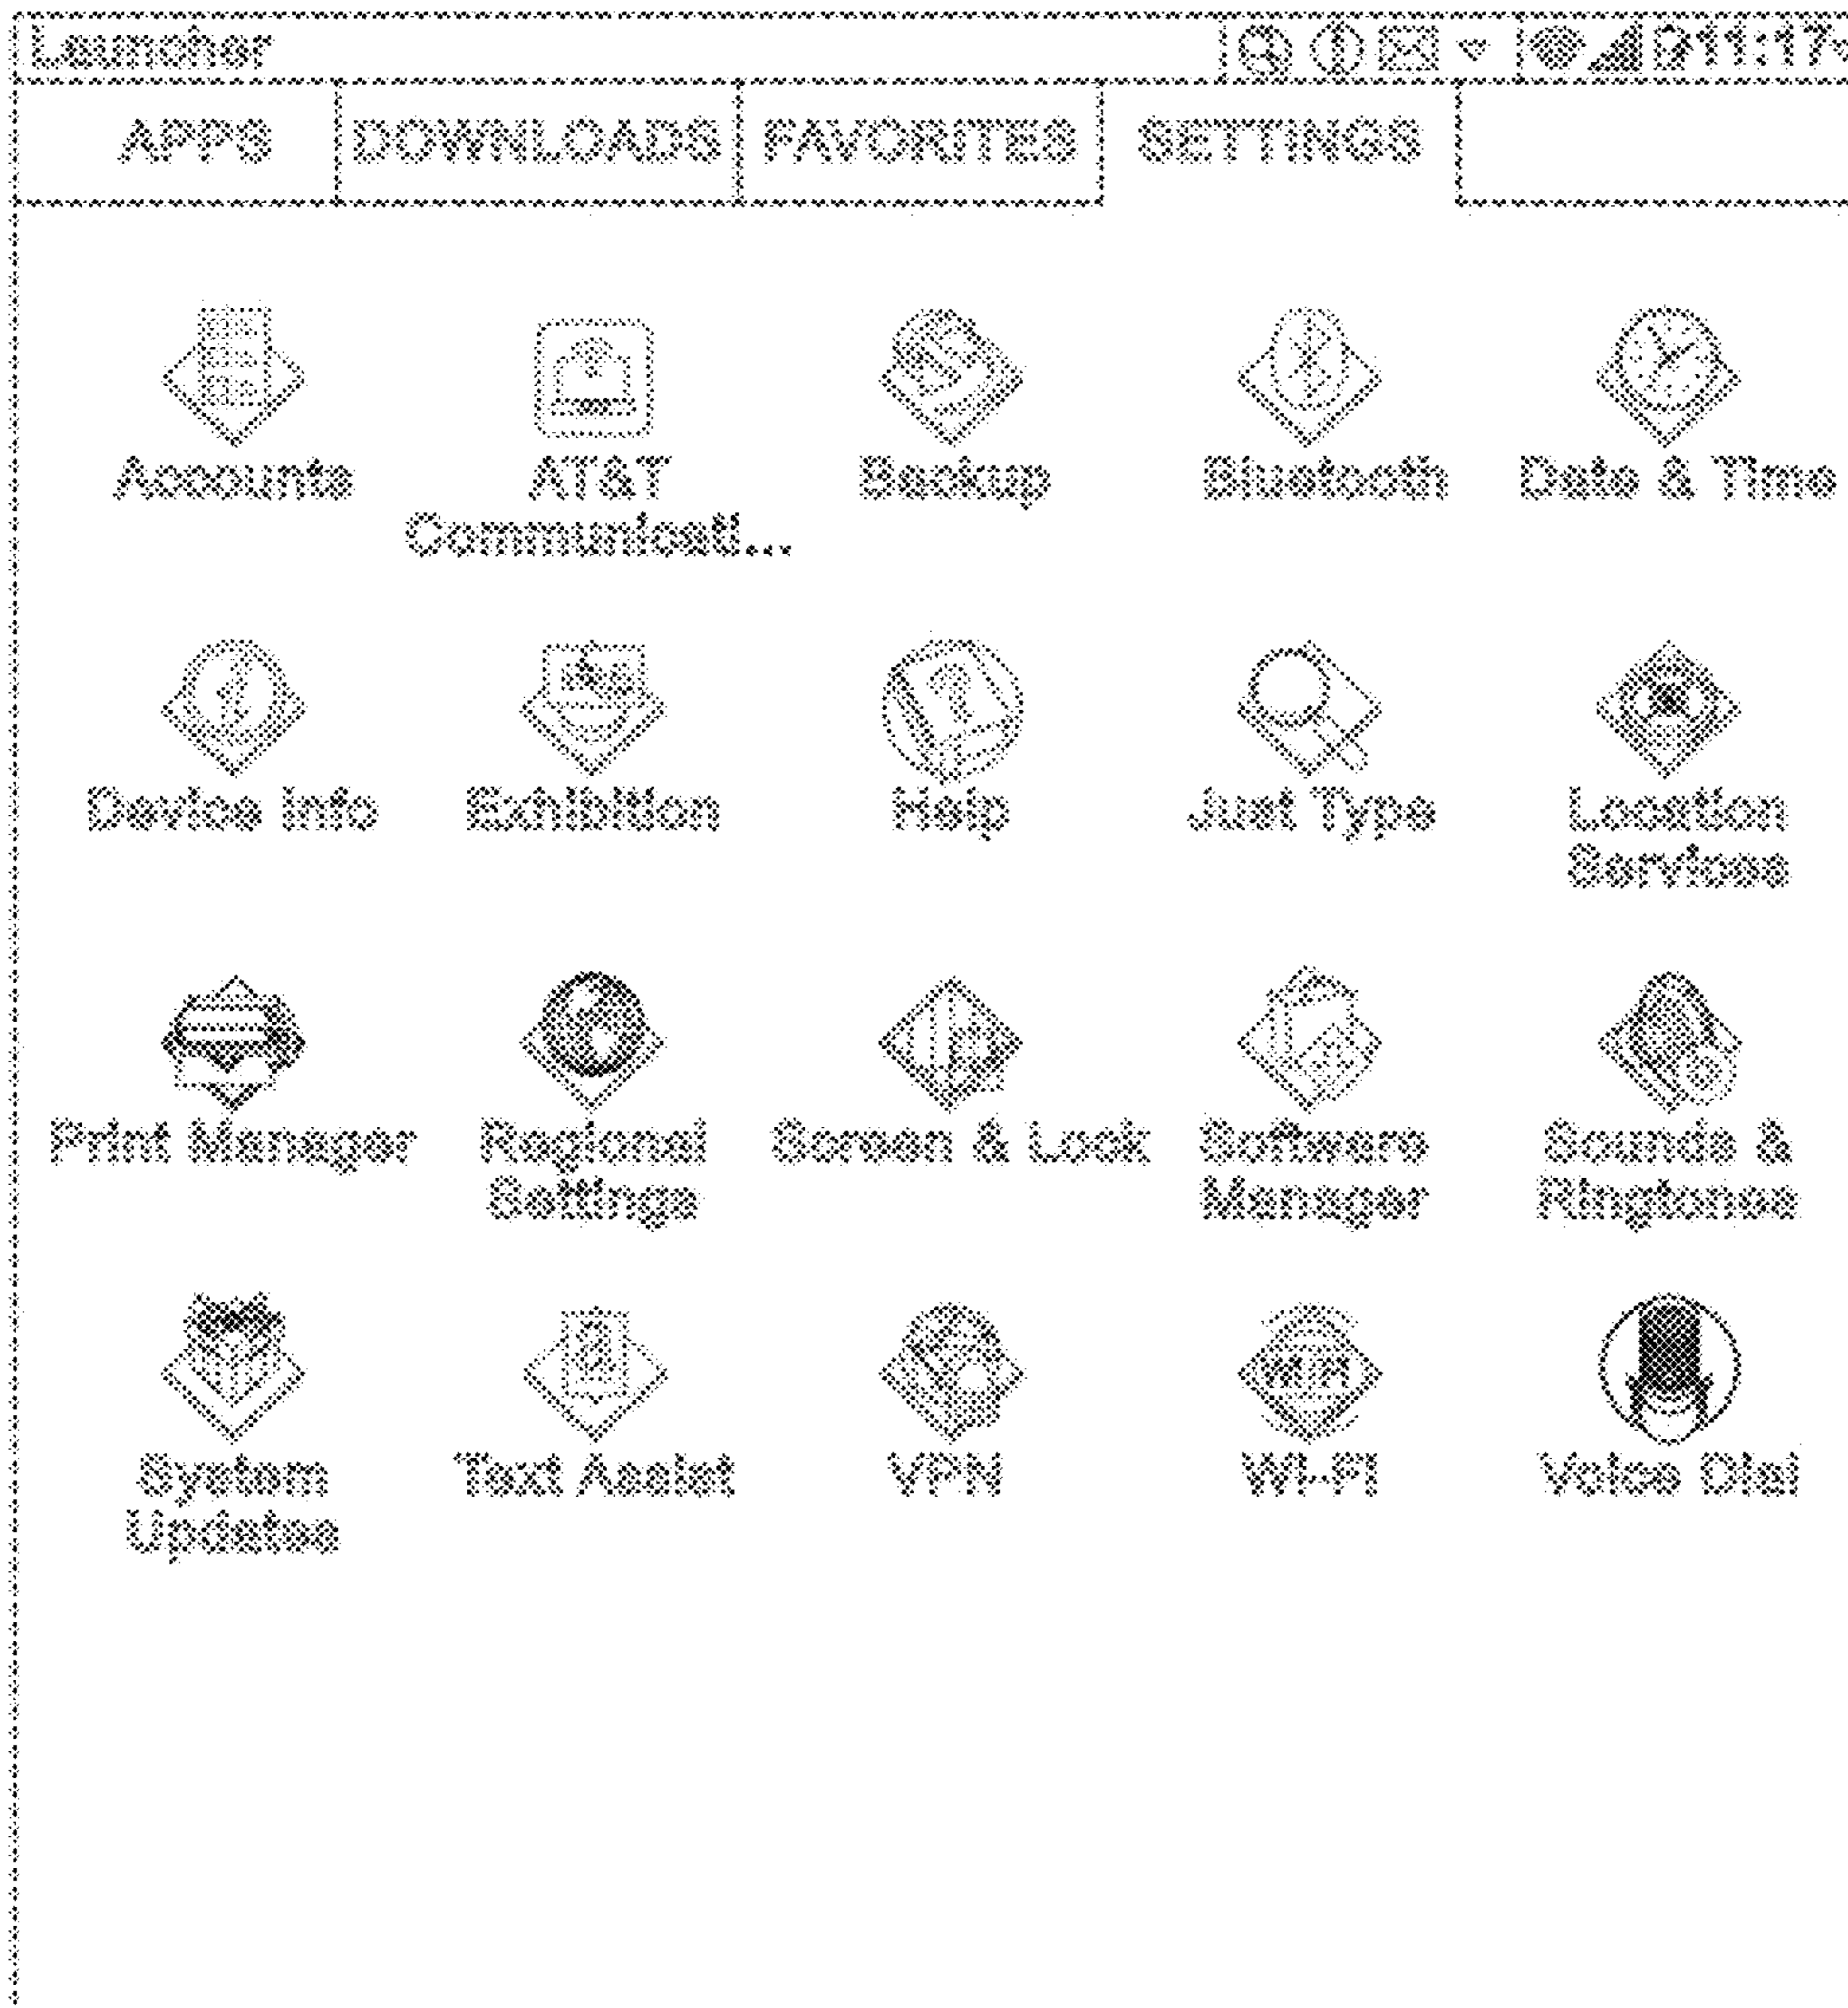 Launcher
11:17
APPS DOWNLOADS FAVORITES SETTINGS
Accounts AT&T Backup Bluetooth Date & Time
Communicati...
Device Info Exhibition Help Just Type Location
Services
Print Manager Regional Screen & Lock Software Sounds &
Settings Manager Ringtones
System Text Assist VPN Wi-Fi Voice Dial
Updates